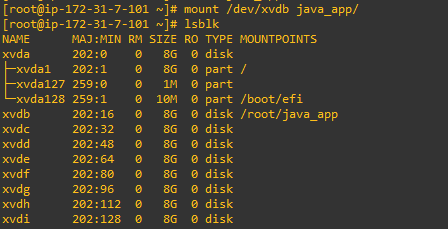 [root@ip-172-31-7-101 ~]# mount /dev/xvdb java_app/
[root@ip-172-31-7-101 ~]# lsblk
NAME MAJ:MIN RM SIZE RO TYPE MOUNTPOINTS
xvda 202:0 0 8G 0 disk
├─xvda1 202:1 0 8G 0 part /
├─xvda127 259:0 0 1M 0 part
└─xvda128 259:1 0 10M 0 part /boot/efi
xvdb 202:16 0 8G 0 disk /root/java_app
xvdc 202:32 0 8G 0 disk
xvdd 202:48 0 8G 0 disk
xvde 202:64 0 8G 0 disk
xvdf 202:80 0 8G 0 disk
xvdg 202:96 0 8G 0 disk
xvdh 202:112 0 8G 0 disk
xvdi 202:128 0 8G 0 disk